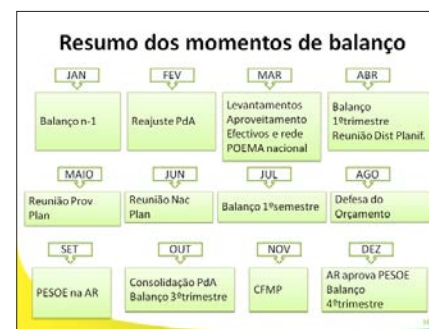 Resumo dos momentos de balanço
JAN
FEV
MAR
ABR
Balanço n-1
Reajuste PdA
Levantamentos
Aproveitamento
Efectivos e rede
POEMA nacional
Balanço
1ºtrimestre
Reunião Dist Planif.
MAIO
JUN
JUL
AGO
Reunião Prov
Plan
Reunião Nac
Plan
Balanço 1ºsemestre
Defesa do
Orçamento
SET
OUT
NOV
DEZ
PESOE na AR
Consolidação PdA
Balanço 3ºtrimestre
CFMP
AR aprova PESOE
Balanço
4ºtrimestre